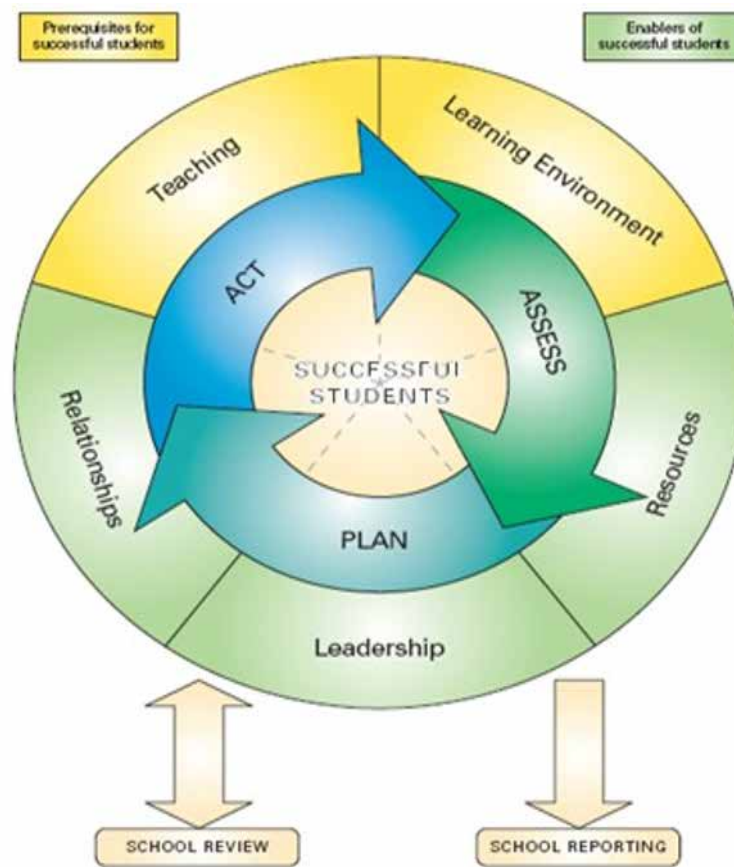 Prerequisites for
successful students
Enablers of
successful students
Teaching
Learning Environment
ACT
ASSESS
SUCCESSFUL
STUDENTS
Relationships
Resources
PLAN
Leadership
SCHOOL REVIEW
SCHOOL REPORTING